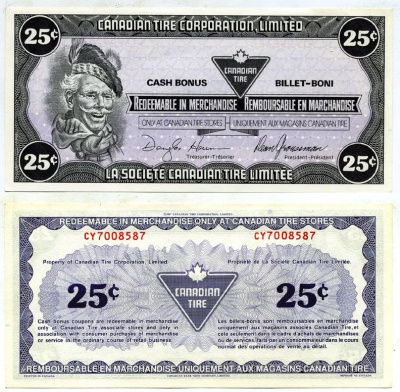 25¢ CANADIAN TIRE CORPORATION LIMITED 25¢
CANADIAN
TIRE
CASH BONUS BILLET-BONI
REDEEMABLE IN MERCHANDISE REMBOURSABLE EN MARCHANDISE
ONLY AT CANADIAN TIRE STORES UNIQUEMENT AUX MAGASINS CANADIAN TIRE
Treasurer-Trésorier President-Président
25¢ LA SOCIÉTÉ CANADIAN TIRE LIMITÉE 25¢
REDEEMABLE IN MERCHANDISE ONLY AT CANADIAN TIRE STORES
CY7008587 CY7008587
Property of Canadian Tire Corporation, Limited. Propriété de La Société Canadian Tire Limitée.
25¢ CANADIAN TIRE 25¢
Cash bonus coupons are redeemable in merchandise
only at Canadian Tire associate stores and only in
association with consumer purchases of merchandise
or service in the ordinary course of retail business.
Les billets-bonis sont remboursables en marchandise
uniquement aux magasins associés Canadian Tire, et
cela seulement dans le cadre d'achats de marchandises
ou de services, faits par un consommateur dans le cours
normal des opérations de vente au détail.
REMBOURSABLE EN MARCHANDISE UNIQUEMENT AUX MAGASINS CANADIAN TIRE